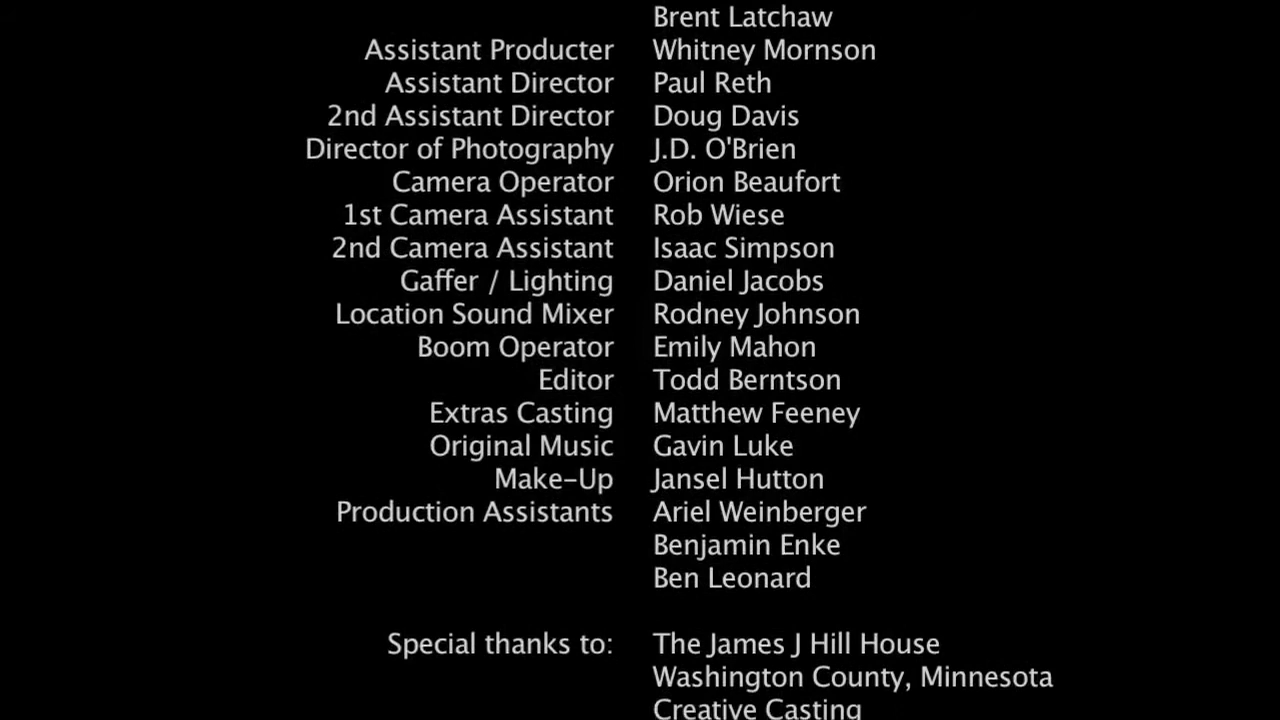 Brent Latchaw
Assistant Producter Whitney Mornson
Assistant Director Paul Reth
2nd Assistant Director Doug Davis
Director of Photography J.D. O'Brien
Camera Operator Orion Beaufort
1st Camera Assistant Rob Wiese
2nd Camera Assistant Isaac Simpson
Gaffer / Lighting Daniel Jacobs
Location Sound Mixer Rodney Johnson
Boom Operator Emily Mahon
Editor Todd Berntson
Extras Casting Matthew Feeney
Original Music Gavin Luke
Make-Up Jansel Hutton
Production Assistants Ariel Weinberger
Benjamin Enke
Ben Leonard
Special thanks to: The James J Hill House
Washington County, Minnesota
Creative Casting